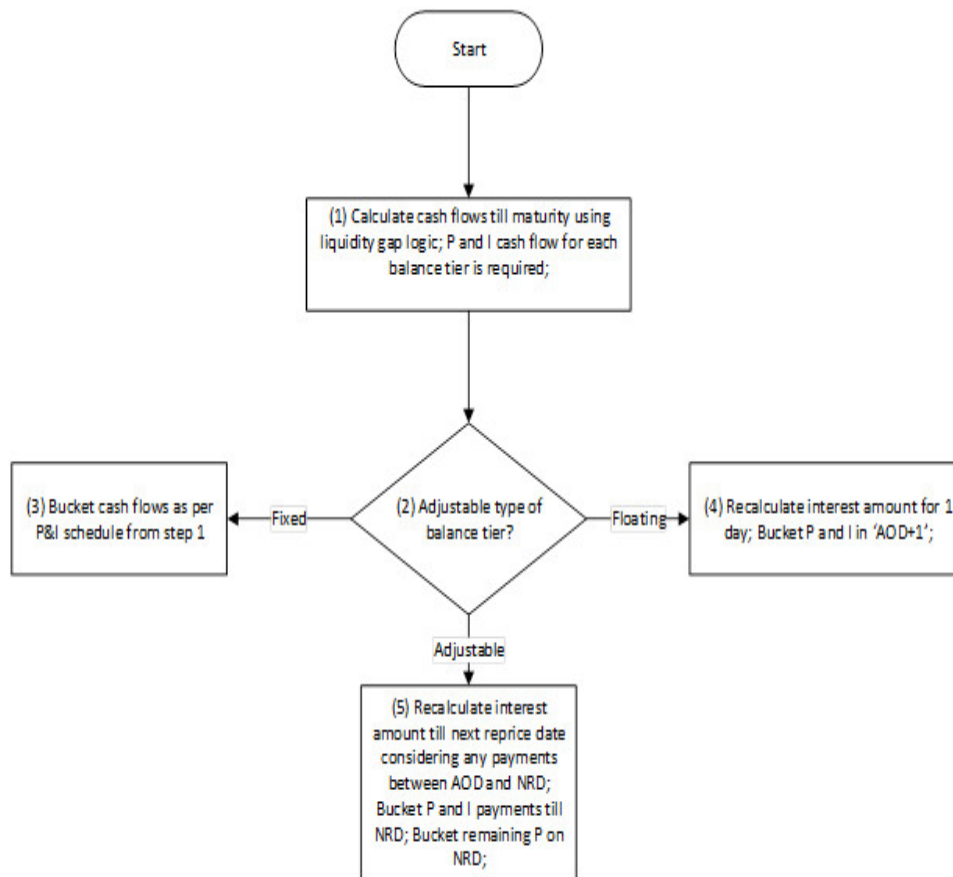 Start
(1) Calculate cash flows till maturity using
liquidity gap logic; P and I cash flow for each
balance tier is required;
(3) Bucket cash flows as per
P&I schedule from step 1
Fixed
(2) Adjustable type of
balance tier?
Floating
(4) Recalculate interest amount for 1
day; Bucket P and I in ‘AOD+1’;
Adjustable
(5) Recalculate interest
amount till next reprice date
considering any payments
between AOD and NRD;
Bucket P and I payments till
NRD; Bucket remaining P on
NRD;